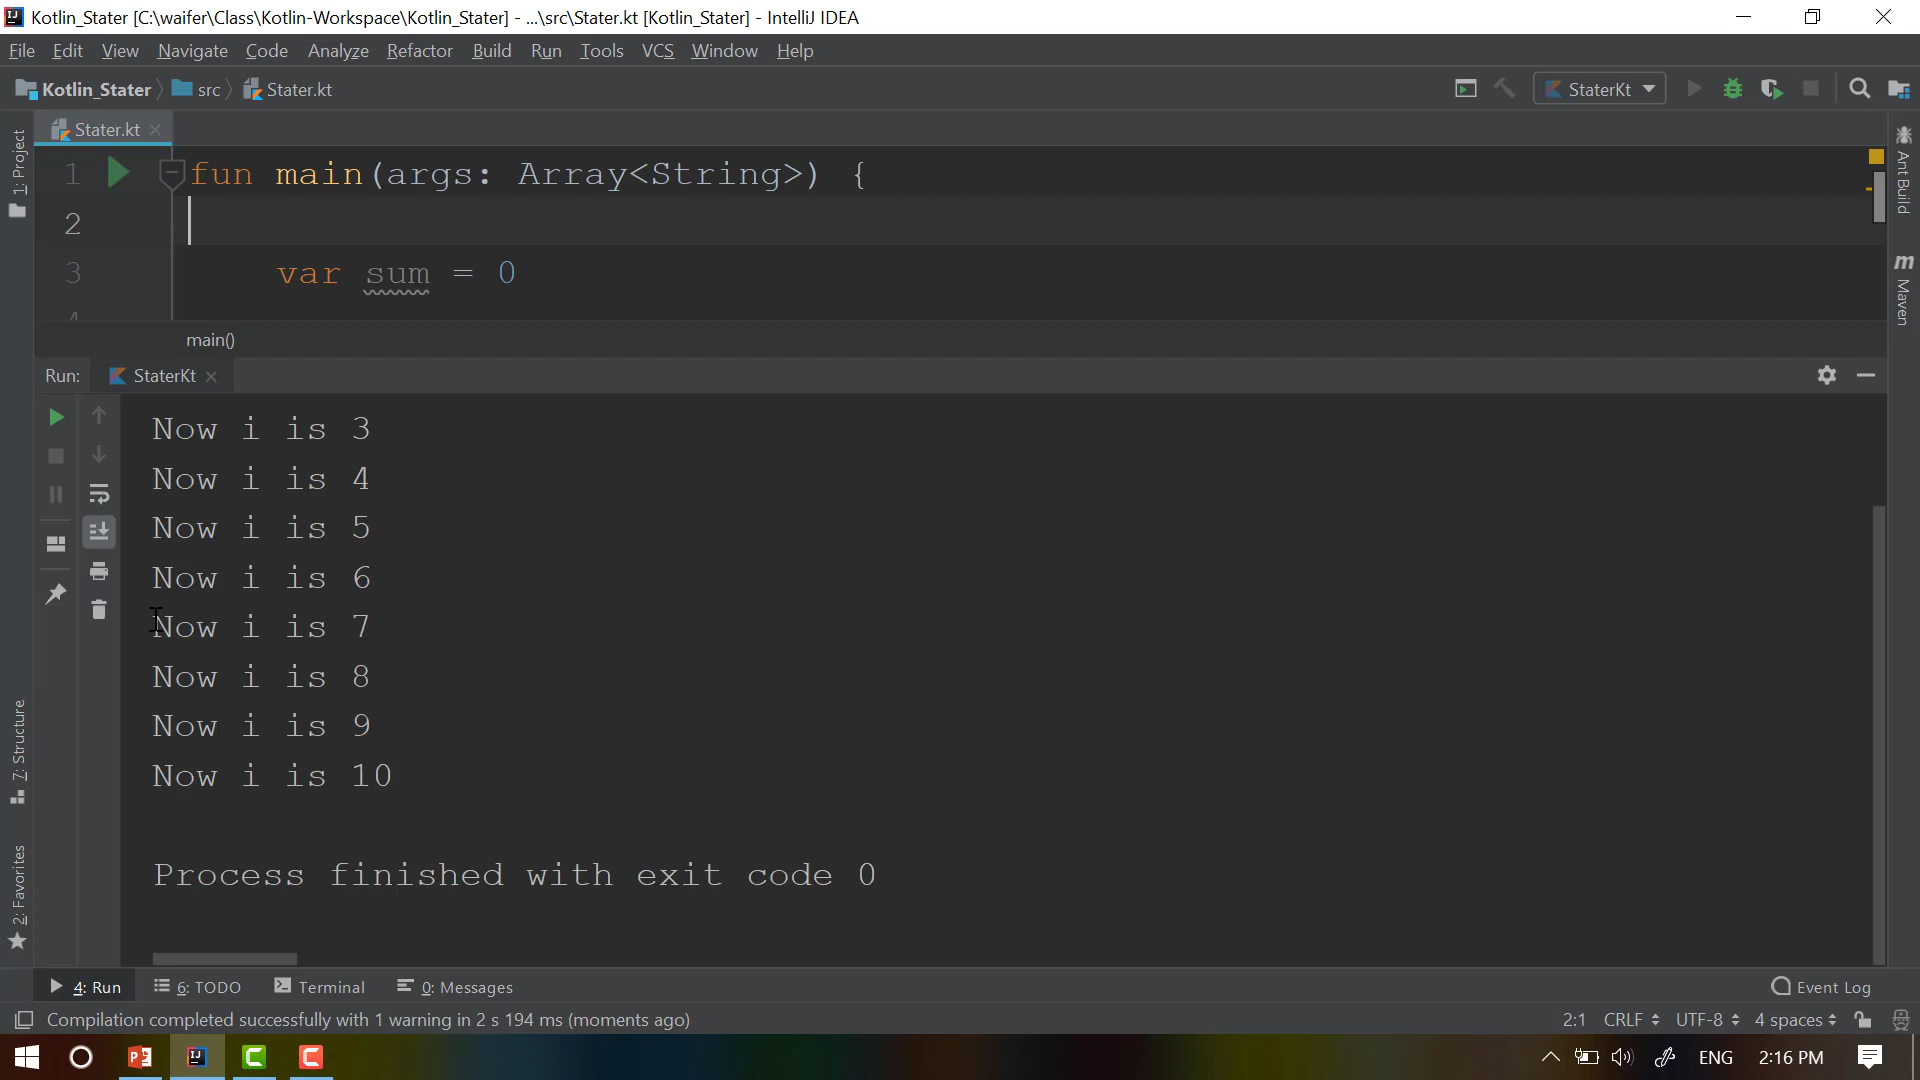 Kotlin_Stater [C:\waifer\Class\Kotlin-Workspace\Kotlin_Stater] - ...\src\Stater.kt [Kotlin_Stater] - IntelliJ IDEA
File Edit View Navigate Code Analyze Refactor Build Run Tools VCS Window Help
Kotlin_Stater src Stater.kt StaterKt
Stater.kt
1: Project
Ant Build
Maven
1 fun main(args: Array<String>) {
2
3 var sum = 0
4
main()
Run: StaterKt
Now i is 3
Now i is 4
Now i is 5
Now i is 6
Now i is 7
Now i is 8
Now i is 9
Now i is 10
Process finished with exit code 0
7: Structure
2: Favorites
4: Run 6: TODO Terminal 0: Messages Event Log
Compilation completed successfully with 1 warning in 2 s 194 ms (moments ago) 2:1 CRLF UTF-8 4 spaces
ENG 2:16 PM